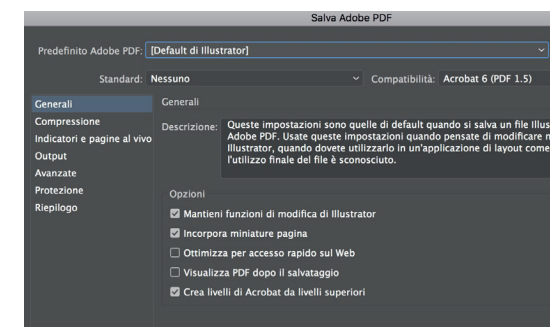 Salva Adobe PDF
Predefinito Adobe PDF: [Default di Illustrator]
Standard: Nessuno Compatibilità: Acrobat 6 (PDF 1.5)
Generali
Compressione
Indicatori e pagine al vivo
Output
Avanzate
Protezione
Riepilogo
Generali
Descrizione: Queste impostazioni sono quelle di default quando si salva un file Illus
Adobe PDF. Usate queste impostazioni quando pensate di modificare n
Illustrator, quando dovete utilizzarlo in un'applicazione di layout come
l'utilizzo finale del file è sconosciuto.
Opzioni
Mantieni funzioni di modifica di Illustrator
Incorpora miniature pagina
Ottimizza per accesso rapido sul Web
Visualizza PDF dopo il salvataggio
Crea livelli di Acrobat da livelli superiori